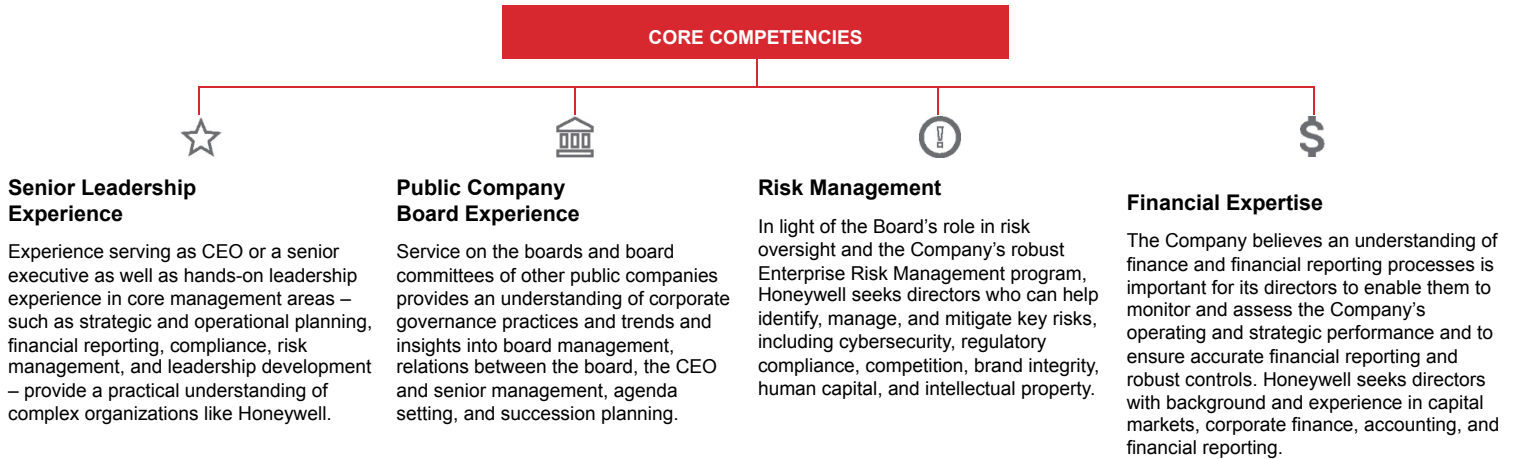 CORE COMPETENCIES
Senior Leadership
Experience
Experience serving as CEO or a senior
executive as well as hands-on leadership
experience in core management areas –
such as strategic and operational planning,
financial reporting, compliance, risk
management, and leadership development
– provide a practical understanding of
complex organizations like Honeywell.
Public Company
Board Experience
Service on the boards and board
committees of other public companies
provides an understanding of corporate
governance practices and trends and
insights into board management,
relations between the board, the CEO
and senior management, agenda
setting, and succession planning.
Risk Management
In light of the Board’s role in risk
oversight and the Company’s robust
Enterprise Risk Management program,
Honeywell seeks directors who can help
identify, manage, and mitigate key risks,
including cybersecurity, regulatory
compliance, competition, brand integrity,
human capital, and intellectual property.
$
Financial Expertise
The Company believes an understanding of
finance and financial reporting processes is
important for its directors to enable them to
monitor and assess the Company’s
operating and strategic performance and to
ensure accurate financial reporting and
robust controls. Honeywell seeks directors
with background and experience in capital
markets, corporate finance, accounting, and
financial reporting.